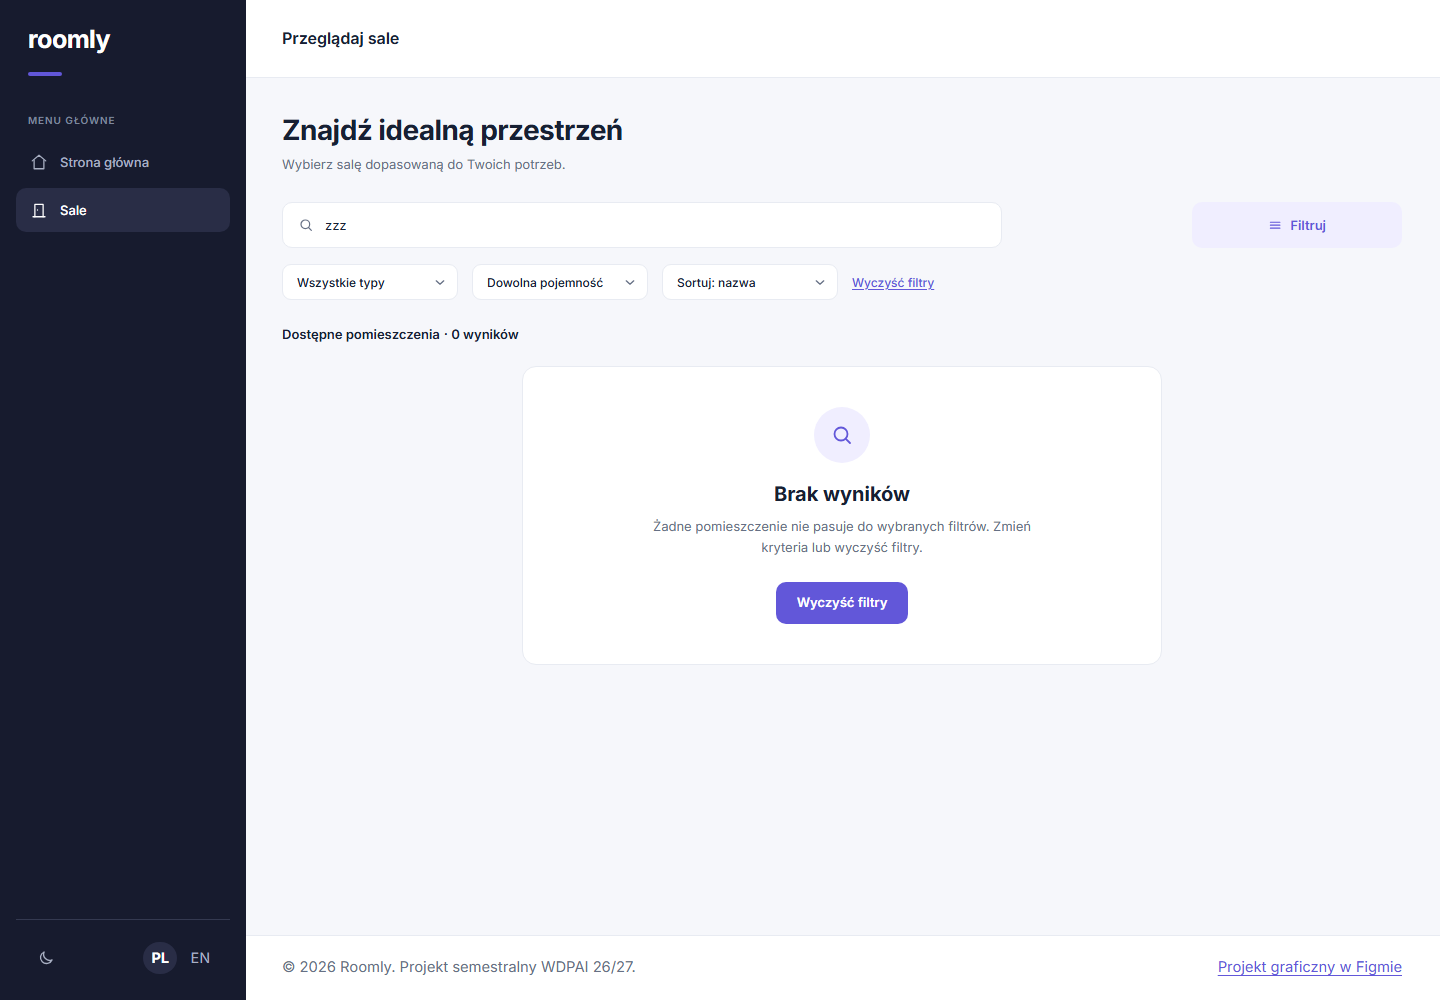 roomly
MENU GŁÓWNE
Strona główna
Sale
PL
EN
Przeglądaj sale
Znajdź idealną przestrzeń
Wybierz salę dopasowaną do Twoich potrzeb.
zzz
Filtruj
Wszystkie typy
Dowolna pojemność
Sortuj: nazwa
Wyczyść filtry
Dostępne pomieszczenia · 0 wyników
Brak wyników
Żadne pomieszczenie nie pasuje do wybranych filtrów. Zmień
kryteria lub wyczyść filtry.
Wyczyść filtry
© 2026 Roomly. Projekt semestralny WDPAI 26/27.
Projekt graficzny w Figmie